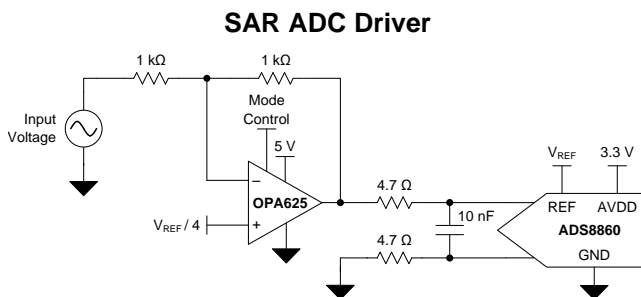 SAR ADC Driver
1 kΩ
1 kΩ
Mode
Control
Input
Voltage
5 V
V_REF
3.3 V
−
OPA625
+
V_REF / 4
4.7 Ω
10 nF
4.7 Ω
REF
AVDD
ADS8860
GND